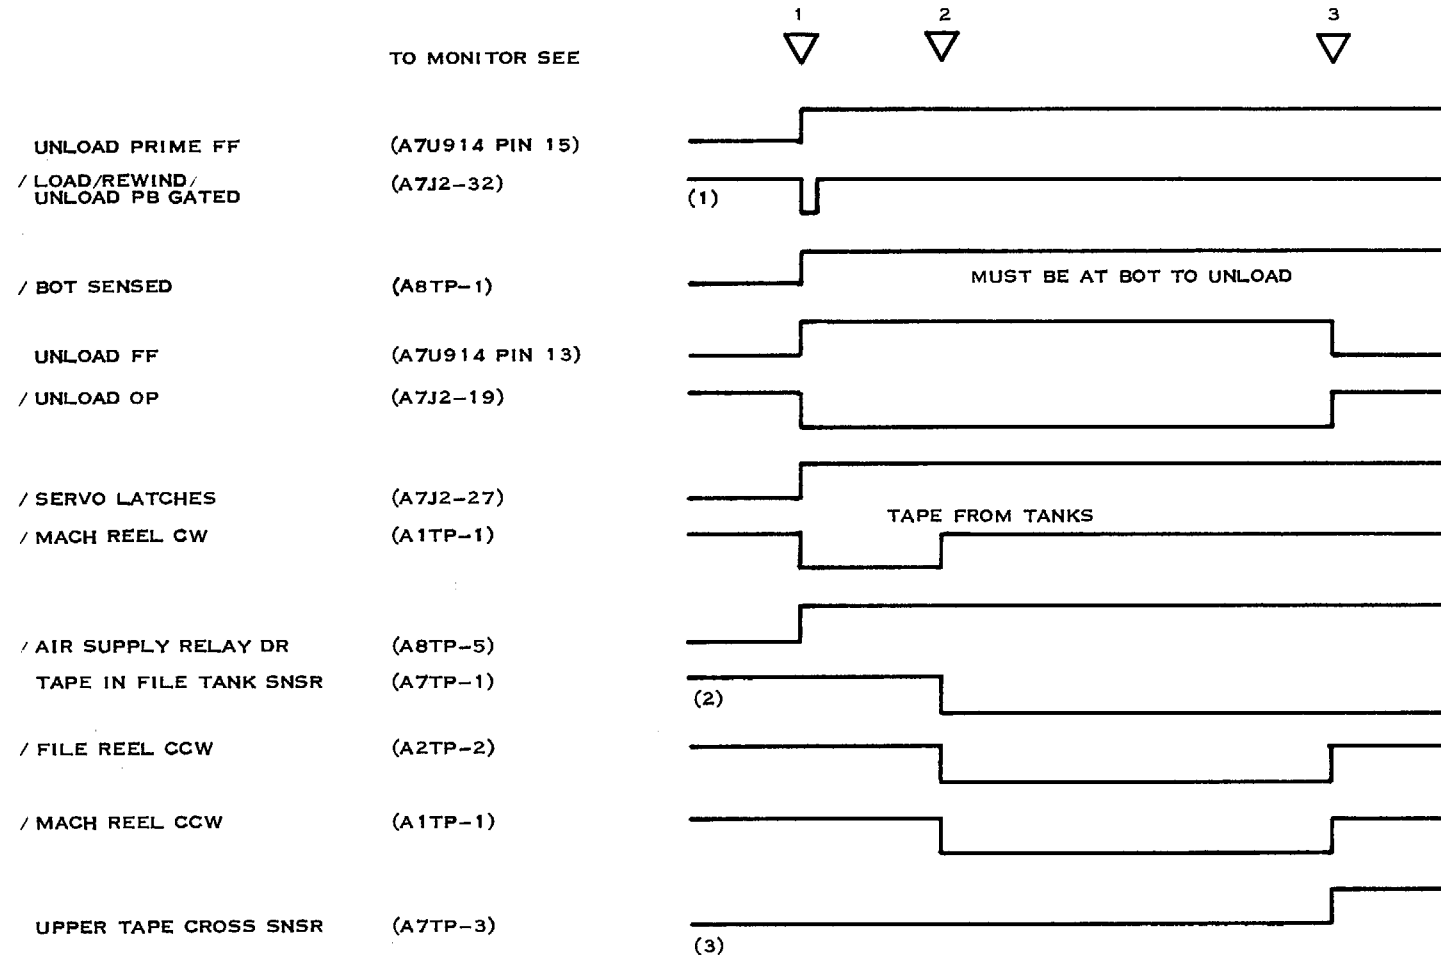 1 2 3
TO MONITOR SEE
UNLOAD PRIME FF (A7U914 PIN 15)
/ LOAD/REWIND/
UNLOAD PB GATED (A7J2-32) (1)
/ BOT SENSED (A8TP-1) MUST BE AT BOT TO UNLOAD
UNLOAD FF (A7U914 PIN 13)
/ UNLOAD OP (A7J2-19)
/ SERVO LATCHES (A7J2-27)
TAPE FROM TANKS
/ MACH REEL CW (A1TP-1)
/ AIR SUPPLY RELAY DR (A8TP-5)
TAPE IN FILE TANK SNSR (A7TP-1) (2)
/ FILE REEL CCW (A2TP-2)
/ MACH REEL CCW (A1TP-1)
UPPER TAPE CROSS SNSR (A7TP-3) (3)